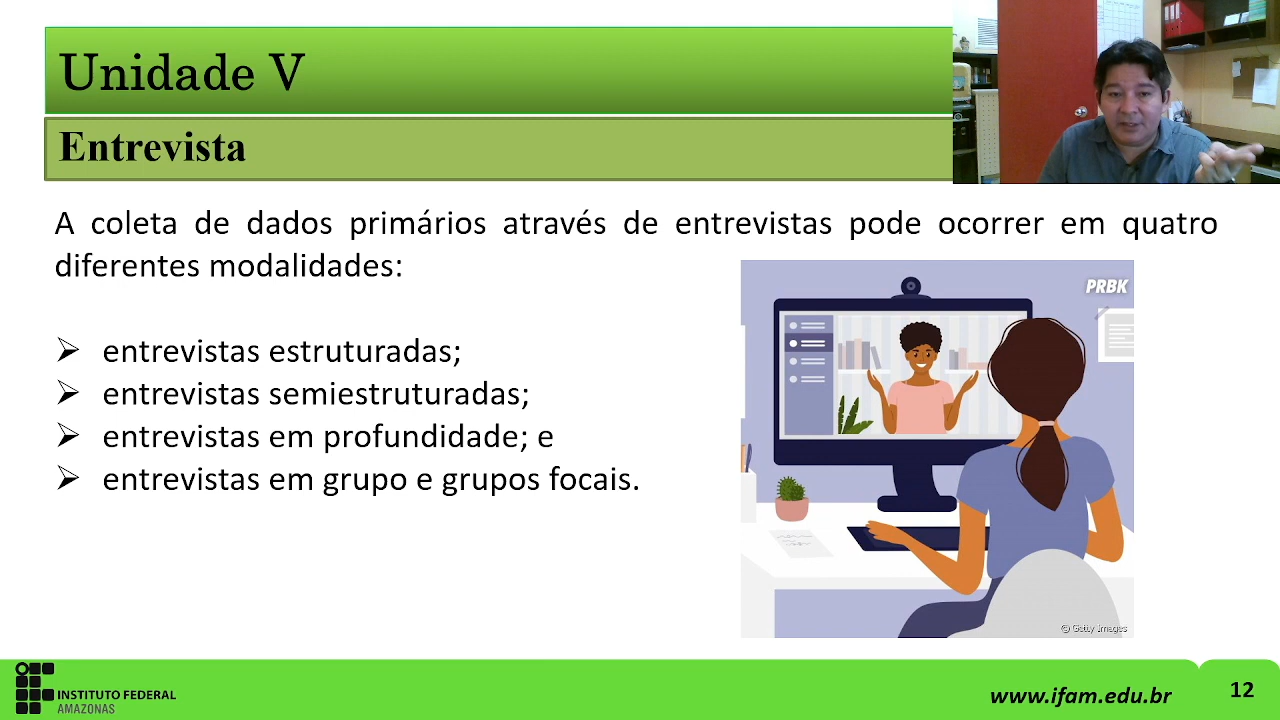 Unidade V
Entrevista
A coleta de dados primários através de entrevistas pode ocorrer em quatro
diferentes modalidades:
➢ entrevistas estruturadas;
➢ entrevistas semiestruturadas;
➢ entrevistas em profundidade; e
➢ entrevistas em grupo e grupos focais.
PRBK
© Getty Images
INSTITUTO FEDERAL
AMAZONAS
www.ifam.edu.br
12